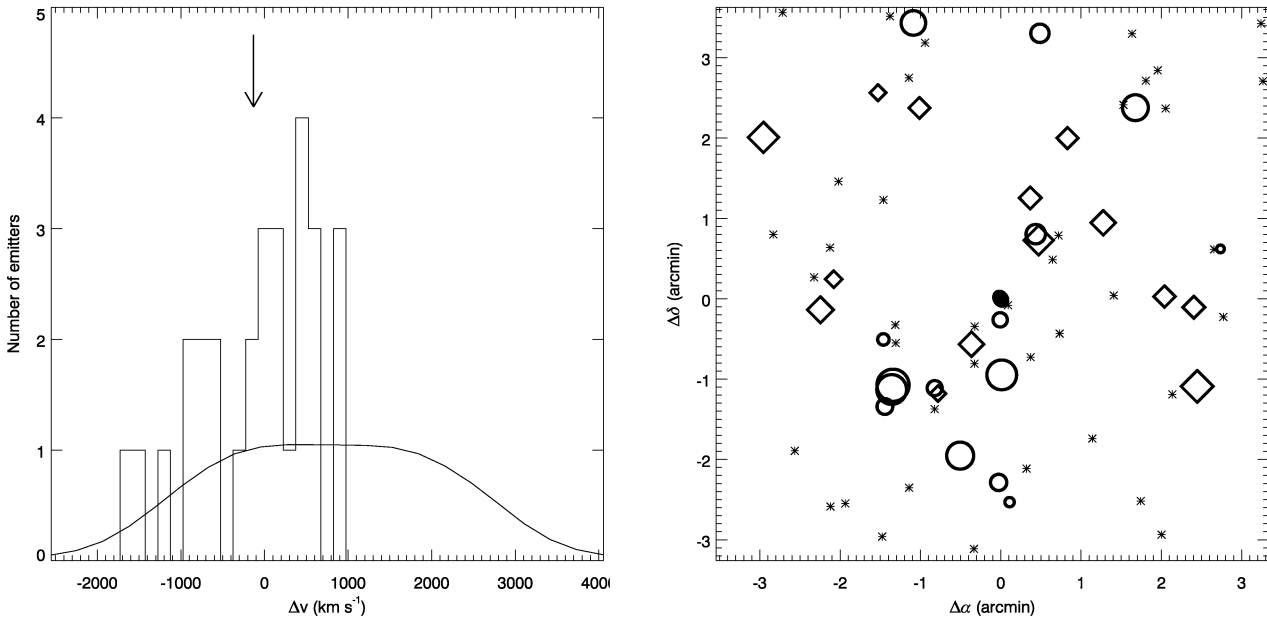 5
4
3
2
1
0
Number of emitters
-2000 -1000 0 1000 2000 3000 400
Δv (km s⁻¹)
3
2
1
0
-1
-2
-3
Δδ (arcmin)
-3 -2 -1 0 1 2 3
Δα (arcmin)